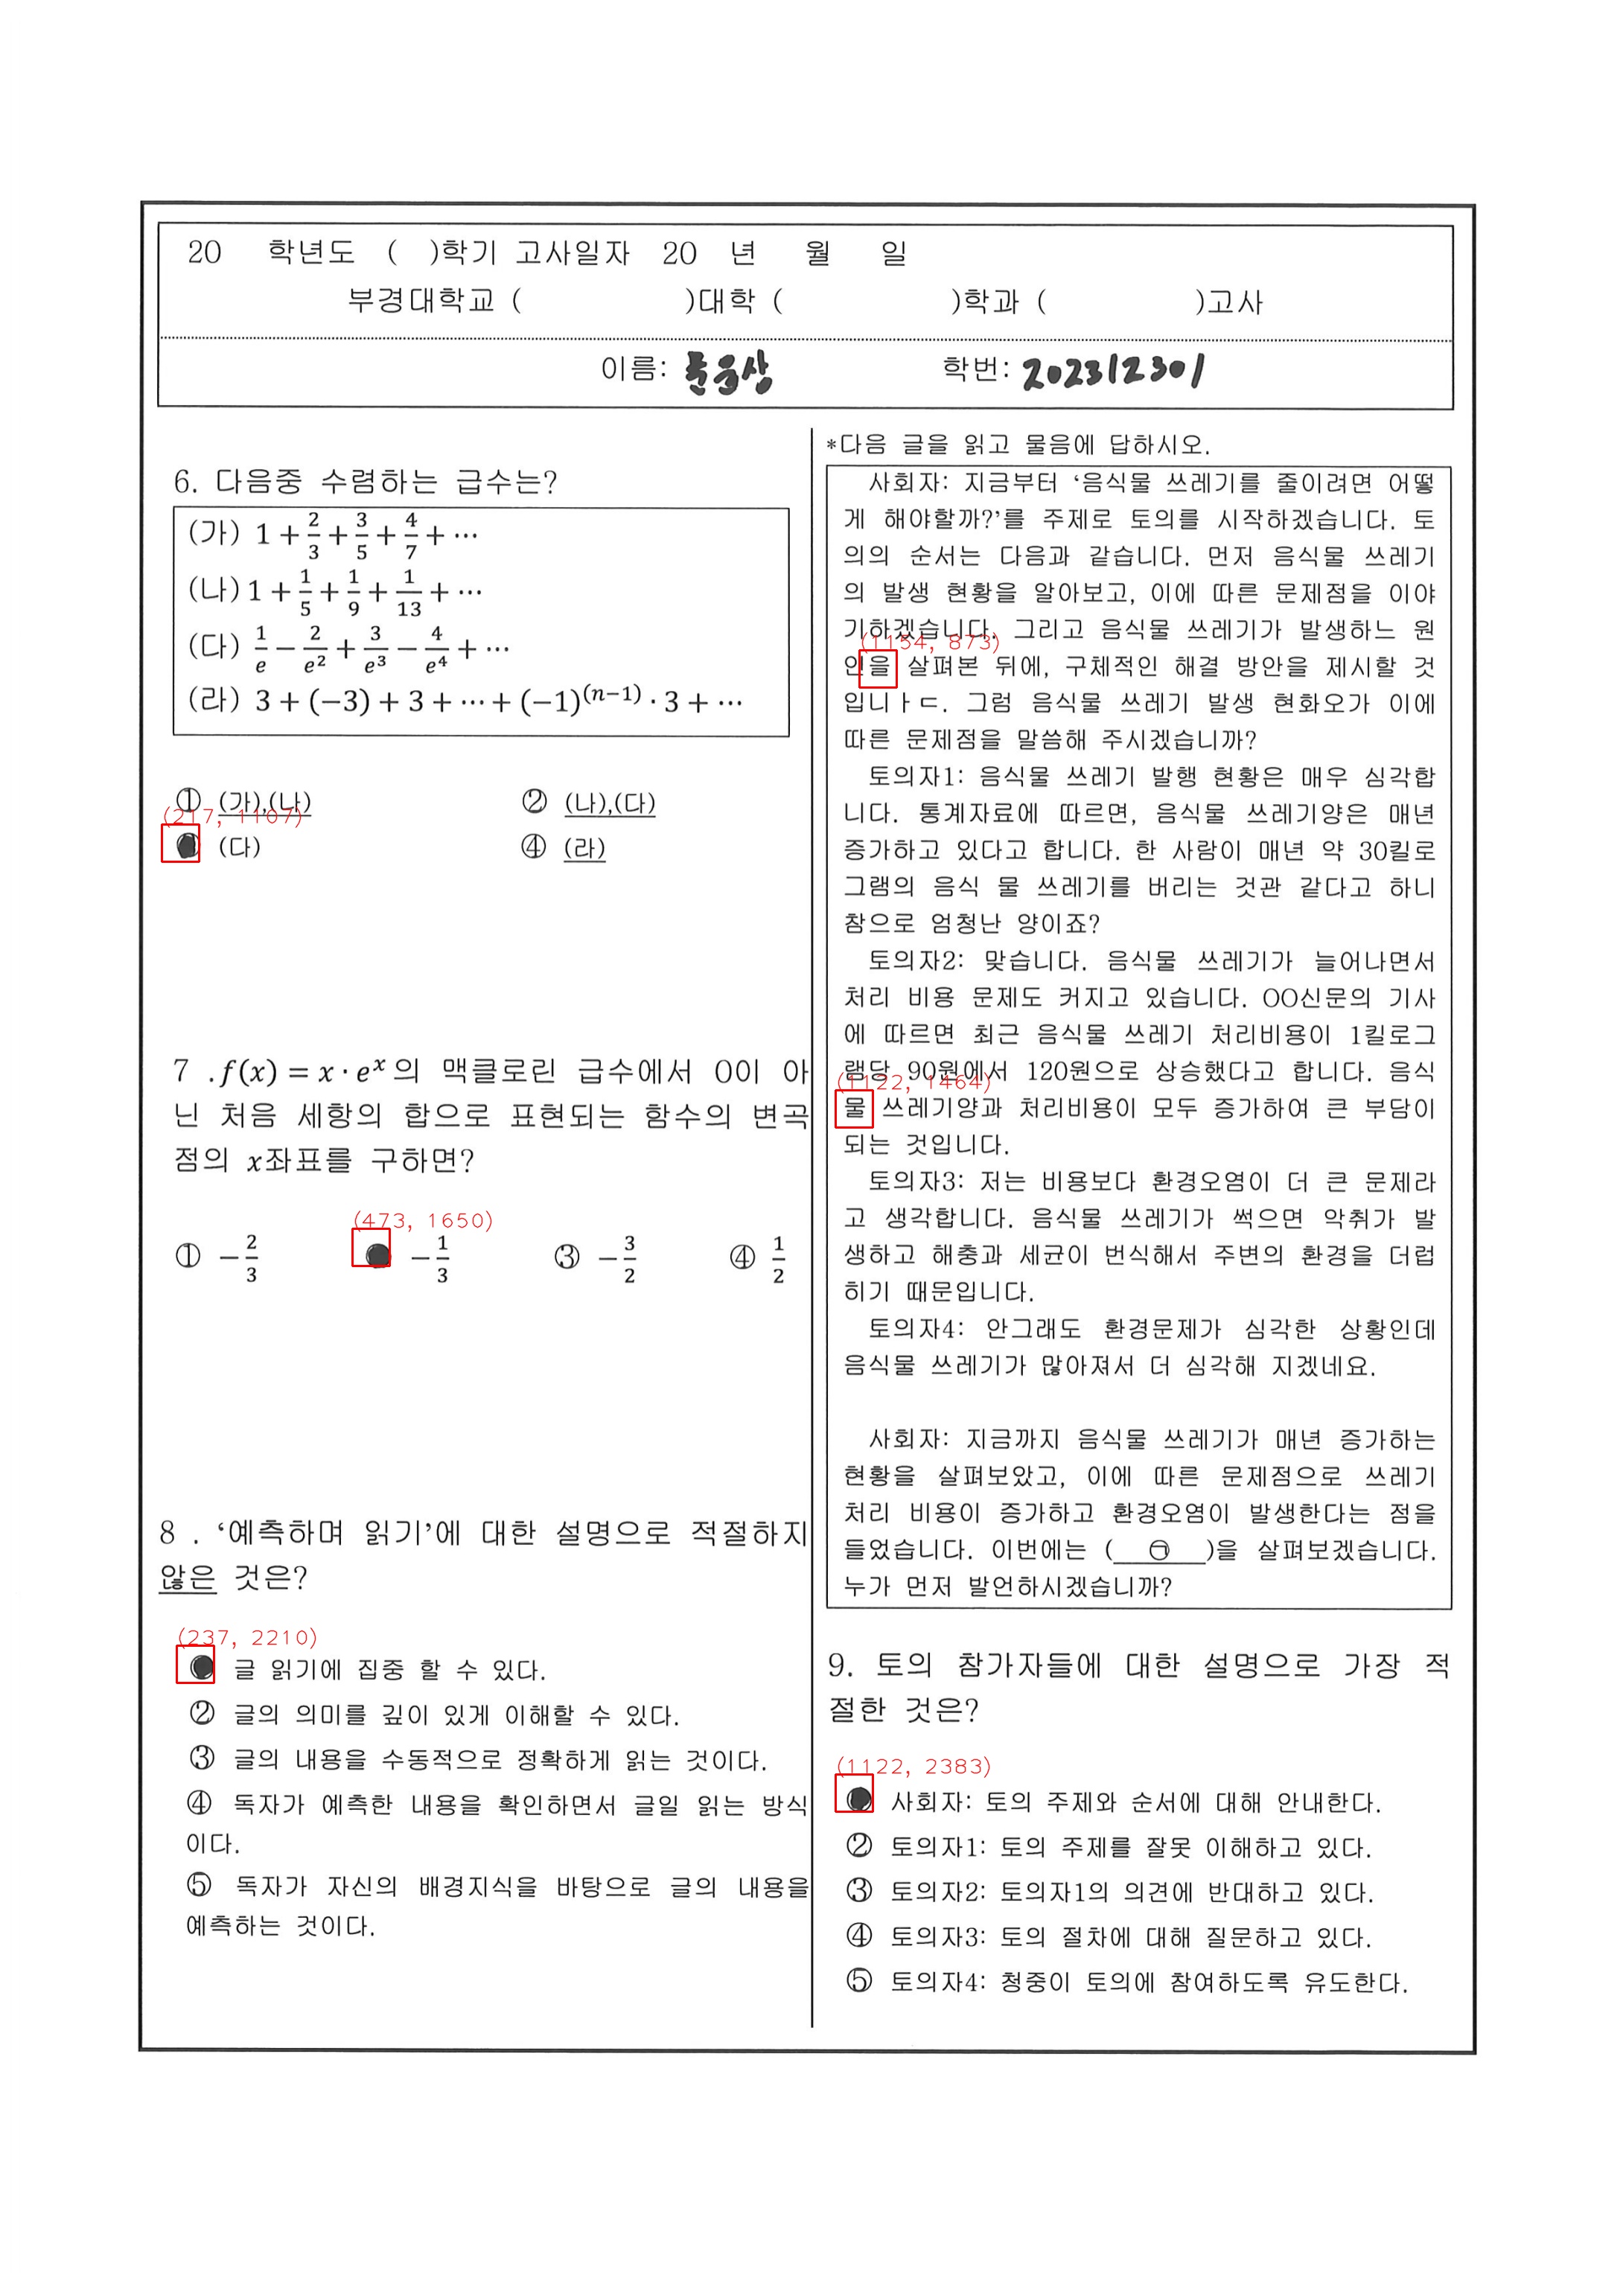 20 학년도 ( )학기 고사일자 20 년 월 일
부경대학교 ( )대학 ( )학과 ( )고사
이름: 학번: 202312301
6. 다음중 수렴하는 급수는?
(가) 1 + 2/3 + 3/5 + 4/7 + ⋯
(나) 1 + 1/5 + 1/9 + 1/13 + ⋯
(다) 1/e − 2/e² + 3/e³ − 4/e⁴ + ⋯
(라) 3 + (−3) + 3 + ⋯ + (−1)^(n−1) · 3 + ⋯
① (가),(나) ② (나),(다)
(217, 1107)
(다) ④ (라)
7 .f(x) = x · eˣ의 맥클로린 급수에서 0이 아
닌 처음 세항의 합으로 표현되는 함수의 변곡
점의 x좌표를 구하면?
(473, 1650)
① −2/3 −1/3 ③ −3/2 ④ 1/2
8 . ‘예측하며 읽기’에 대한 설명으로 적절하지
않은 것은?
(237, 2210)
글 읽기에 집중 할 수 있다.
② 글의 의미를 깊이 있게 이해할 수 있다.
③ 글의 내용을 수동적으로 정확하게 읽는 것이다.
④ 독자가 예측한 내용을 확인하면서 글일 읽는 방식
이다.
⑤ 독자가 자신의 배경지식을 바탕으로 글의 내용을
예측하는 것이다.
*다음 글을 읽고 물음에 답하시오.
사회자: 지금부터 ‘음식물 쓰레기를 줄이려면 어떻
게 해야할까?’를 주제로 토의를 시작하겠습니다. 토
의의 순서는 다음과 같습니다. 먼저 음식물 쓰레기
의 발생 현황을 알아보고, 이에 따른 문제점을 이야
기하겠습니다. 그리고 음식물 쓰레기가 발생하느 원
(1154, 873)
인을 살펴본 뒤에, 구체적인 해결 방안을 제시할 것
입니ㅏㄷ. 그럼 음식물 쓰레기 발생 현화오가 이에
따른 문제점을 말씀해 주시겠습니까?
토의자1: 음식물 쓰레기 발행 현황은 매우 심각합
니다. 통계자료에 따르면, 음식물 쓰레기양은 매년
증가하고 있다고 합니다. 한 사람이 매년 약 30킬로
그램의 음식 물 쓰레기를 버리는 것관 같다고 하니
참으로 엄청난 양이죠?
토의자2: 맞습니다. 음식물 쓰레기가 늘어나면서
처리 비용 문제도 커지고 있습니다. OO신문의 기사
에 따르면 최근 음식물 쓰레기 처리비용이 1킬로그
램당 90원에서 120원으로 상승했다고 합니다. 음식
(1122, 1464)
물 쓰레기양과 처리비용이 모두 증가하여 큰 부담이
되는 것입니다.
토의자3: 저는 비용보다 환경오염이 더 큰 문제라
고 생각합니다. 음식물 쓰레기가 썩으면 악취가 발
생하고 해충과 세균이 번식해서 주변의 환경을 더럽
히기 때문입니다.
토의자4: 안그래도 환경문제가 심각한 상황인데
음식물 쓰레기가 많아져서 더 심각해 지겠네요.
사회자: 지금까지 음식물 쓰레기가 매년 증가하는
현황을 살펴보았고, 이에 따른 문제점으로 쓰레기
처리 비용이 증가하고 환경오염이 발생한다는 점을
들었습니다. 이번에는 ( ㉠ )을 살펴보겠습니다.
누가 먼저 발언하시겠습니까?
9. 토의 참가자들에 대한 설명으로 가장 적
절한 것은?
(1122, 2383)
사회자: 토의 주제와 순서에 대해 안내한다.
② 토의자1: 토의 주제를 잘못 이해하고 있다.
③ 토의자2: 토의자1의 의견에 반대하고 있다.
④ 토의자3: 토의 절차에 대해 질문하고 있다.
⑤ 토의자4: 청중이 토의에 참여하도록 유도한다.